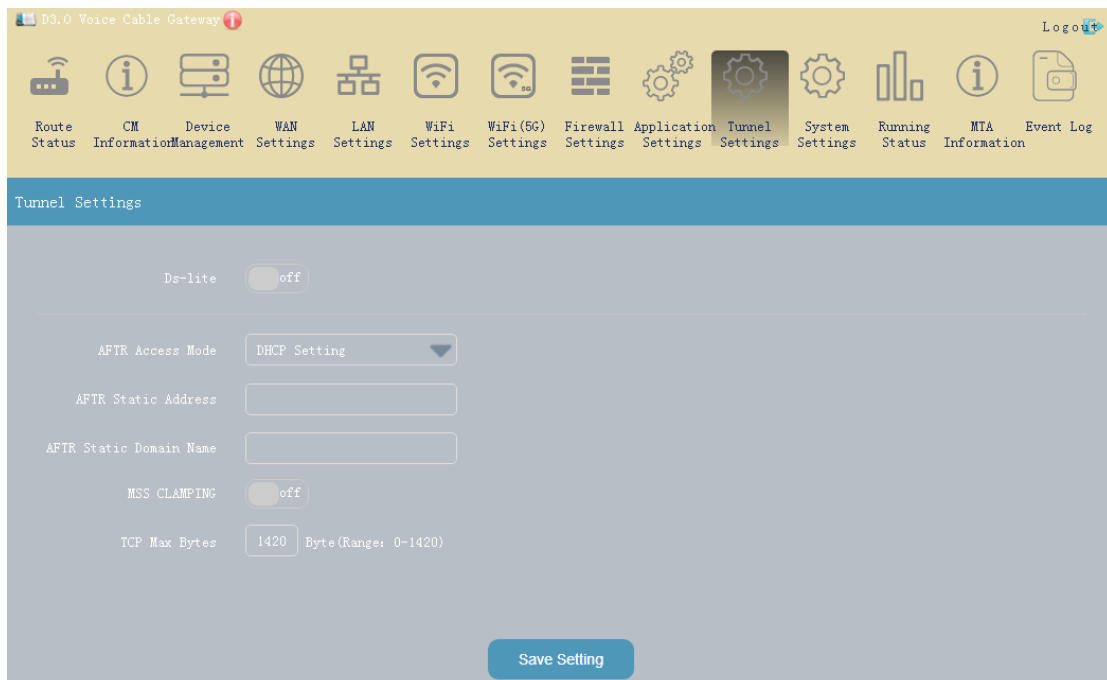 D3.0 Voice Cable Gateway
Logout
5G
Route Status
CM Information
Device Management
WAN Settings
LAN Settings
WiFi Settings
WiFi(5G) Settings
Firewall Settings
Application Settings
Tunnel Settings
System Settings
Running Status
MTA Information
Event Log
Tunnel Settings
Ds-lite off
AFTR Access Mode DHCP Setting
AFTR Static Address
AFTR Static Domain Name
MSS CLAMPING off
TCP Max Bytes 1420 Byte(Range: 0-1420)
Save Setting